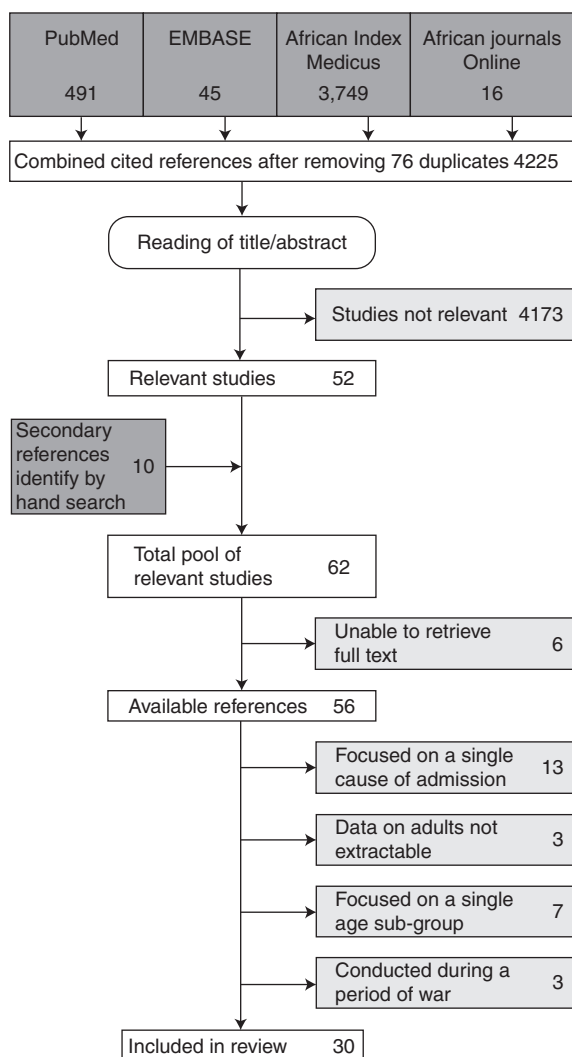 PubMed
491
EMBASE
45
African Index
Medicus
3,749
African journals
Online
16
Combined cited references after removing 76 duplicates 4225
Reading of title/abstract
Studies not relevant 4173
Relevant studies 52
Secondary
references
identify by
hand search
10
Total pool of
relevant studies
62
Unable to retrieve
full text
6
Available references 56
Focused on a single
cause of admission
13
Data on adults not
extractable
3
Focused on a single
age sub-group
7
Conducted during a
period of war
3
Included in review 30